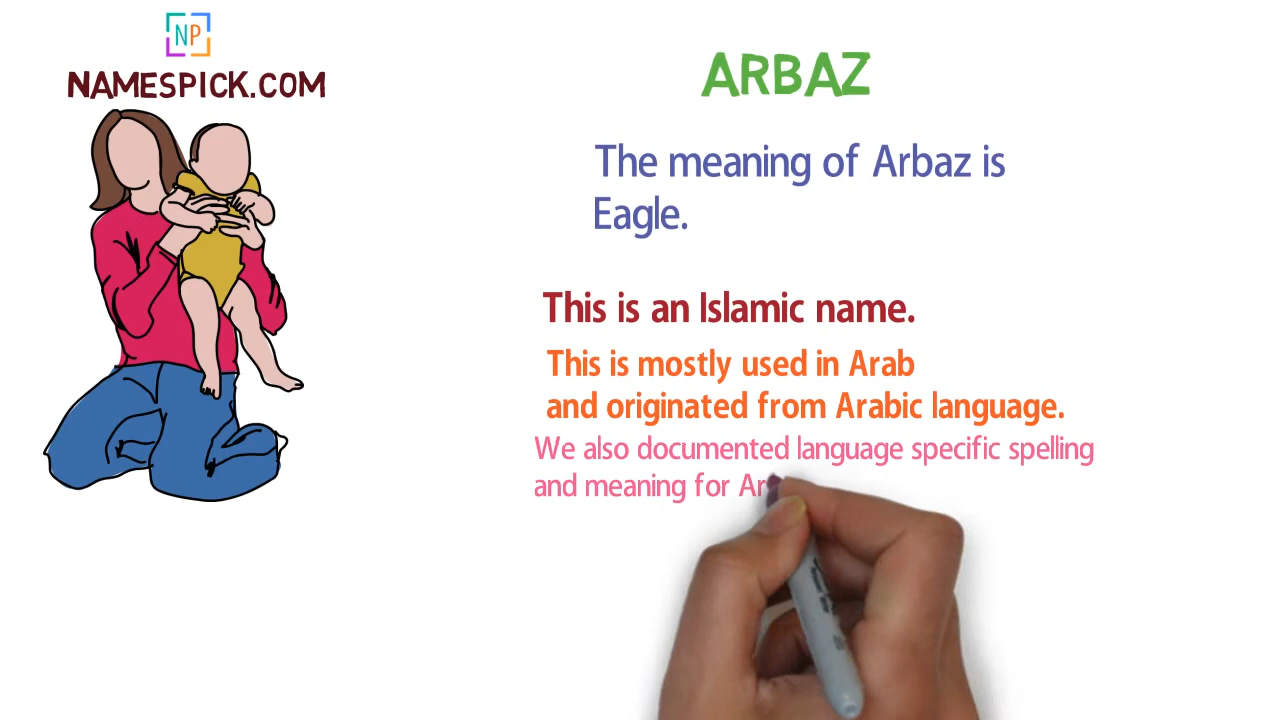 NP
NAMESPICK.COM
ARBAZ
The meaning of Arbaz is
Eagle.
This is an Islamic name.
This is mostly used in Arab
and originated from Arabic language.
We also documented language specific spelling
and meaning for Ar